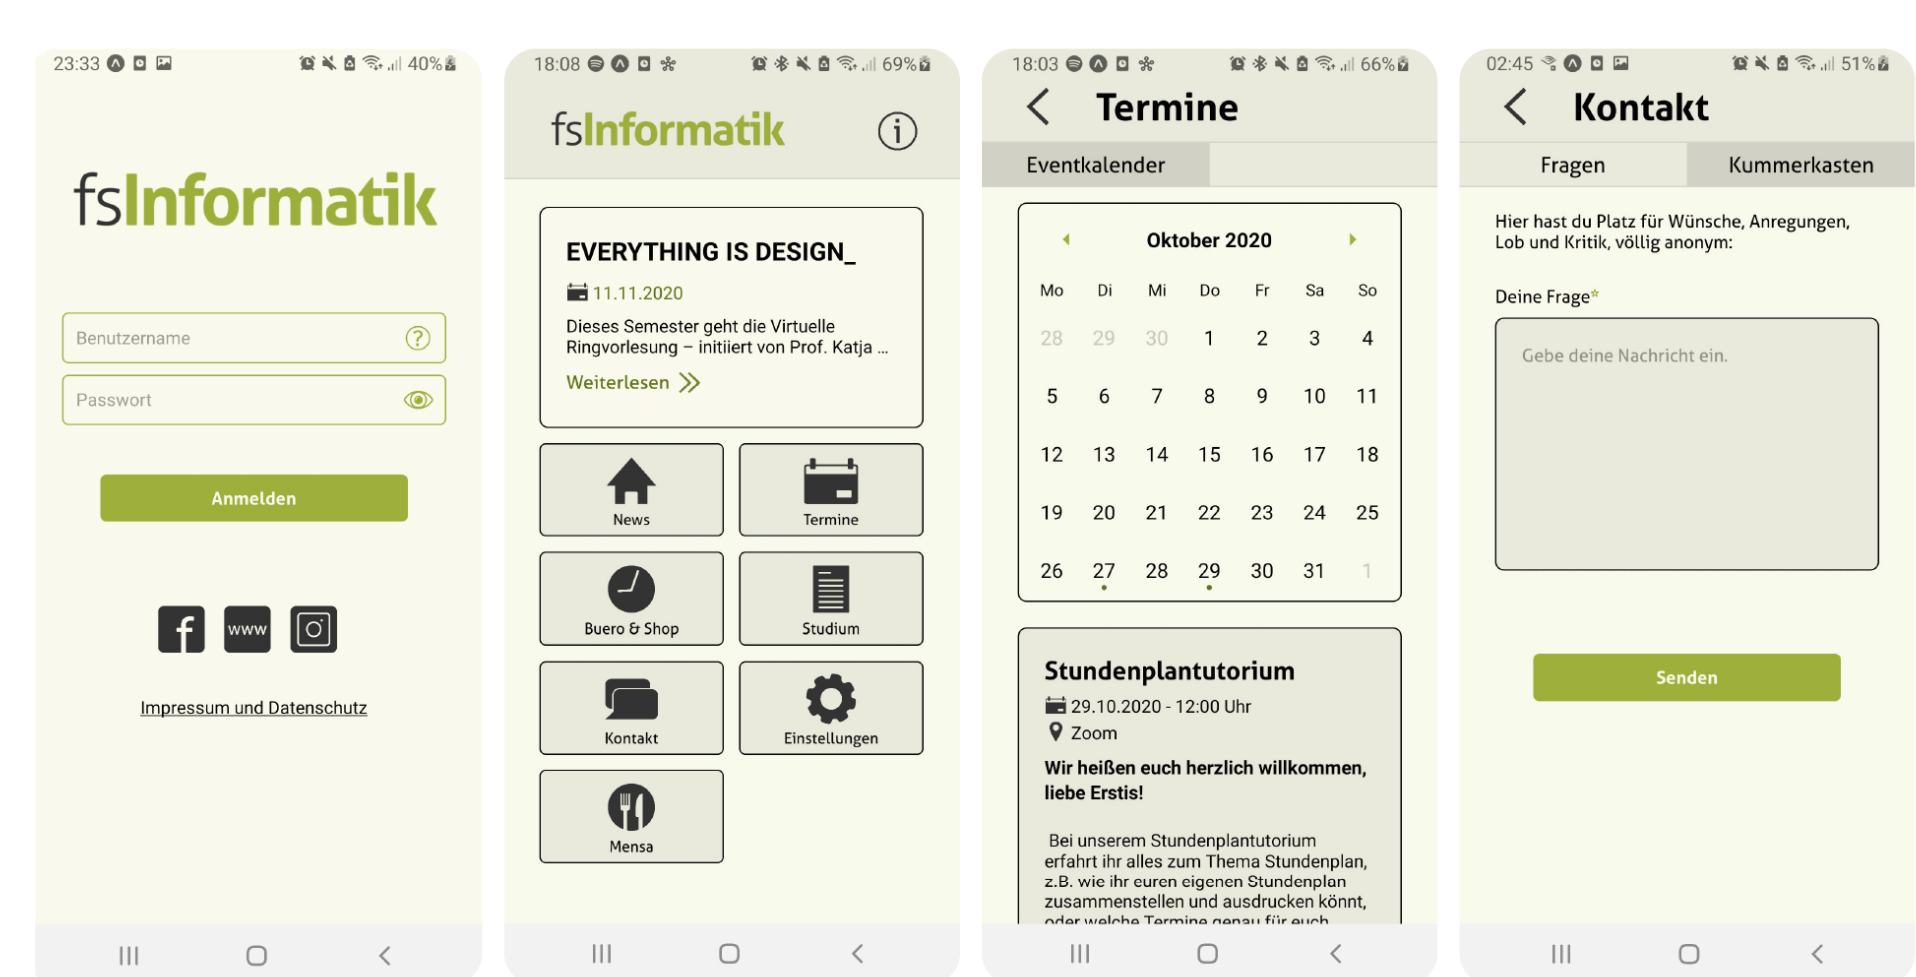 23:33
40%
fsInformatik
Benutzername
?
Passwort
Anmelden
f
www
Impressum und Datenschutz
18:08
69%
fsInformatik
i
EVERYTHING IS DESIGN_
11.11.2020
Dieses Semester geht die Virtuelle
Ringvorlesung – initiiert von Prof. Katja ...
Weiterlesen
News
Termine
Buero & Shop
Studium
Kontakt
Einstellungen
Mensa
18:03
66%
Termine
Eventkalender
Oktober 2020
Mo Di Mi Do Fr Sa So
28 29 30 1 2 3 4
5 6 7 8 9 10 11
12 13 14 15 16 17 18
19 20 21 22 23 24 25
26 27 28 29 30 31 1
Stundenplantutorium
29.10.2020 - 12:00 Uhr
Zoom
Wir heißen euch herzlich willkommen,
liebe Erstis!
Bei unserem Stundenplantutorium
erfahrt ihr alles zum Thema Stundenplan,
z.B. wie ihr euren eigenen Stundenplan
zusammenstellen und ausdrucken könnt,
oder welche Termine genau für euch
02:45
51%
Kontakt
Fragen
Kummerkasten
Hier hast du Platz für Wünsche, Anregungen,
Lob und Kritik, völlig anonym:
Deine Frage*
Gebe deine Nachricht ein.
Senden